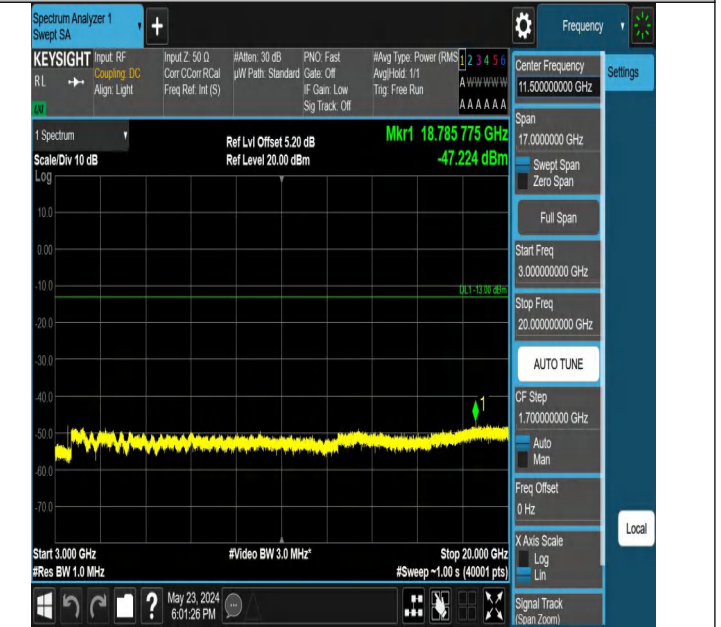 Spectrum Analyzer 1
Swept SA
+
Frequency
KEYSIGHT
RL
Input: RF
Coupling: DC
Align: Light
Input Z: 50 Ω
Corr CCorr RCal
Freq Ref: Int (S)
#Atten: 30 dB
µW Path: Standard
PNO: Fast
Gate: Off
IF Gain: Low
Sig Track: Off
#Avg Type: Power (RMS
Avg|Hold: 1/1
Trig: Free Run
1 2 3 4 5 6
A W W W W W
A A A A A A
1 Spectrum
Scale/Div 10 dB
Log
Ref Lvl Offset 5.20 dB
Ref Level 20.00 dBm
Mkr1 18.785 775 GHz
-47.224 dBm
10.0
0.00
-10.0
DL1 -13.00 dBm
-20.0
-30.0
-40.0
1
-50.0
-60.0
-70.0
Start 3.000 GHz
#Video BW 3.0 MHz*
Stop 20.000 GHz
#Res BW 1.0 MHz
#Sweep ~1.00 s (40001 pts)
May 23, 2024
6:01:26 PM
?
Center Frequency
11.500000000 GHz
Settings
Span
17.0000000 GHz
Swept Span
Zero Span
Full Span
Start Freq
3.000000000 GHz
Stop Freq
20.000000000 GHz
AUTO TUNE
CF Step
1.700000000 GHz
Auto
Man
Freq Offset
0 Hz
X Axis Scale
Log
Lin
Local
Signal Track
(Span Zoom)